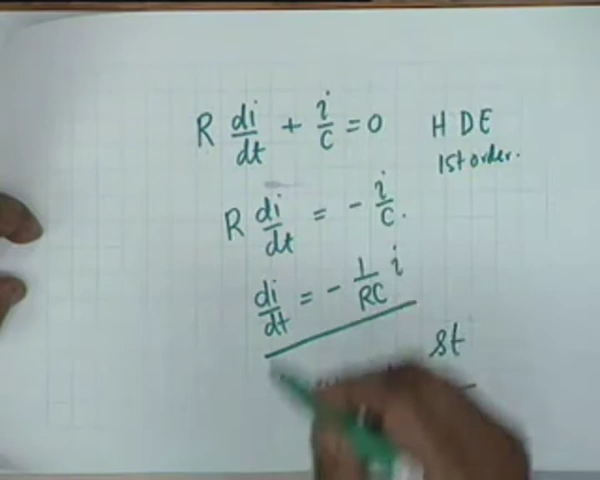 R di/dt + i/c = 0 HDE
1st order.
R di/dt = - i/c.
di/dt = - 1/RC i
st